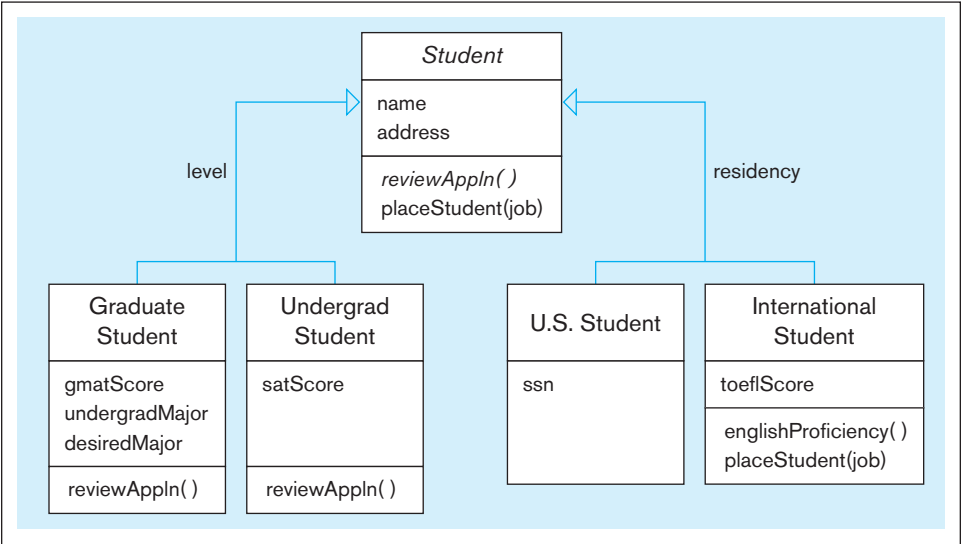 Student
name
address
reviewAppln( )
placeStudent(job)
level
residency
Graduate
Student
gmatScore
undergradMajor
desiredMajor
reviewAppln( )
Undergrad
Student
satScore
reviewAppln( )
U.S. Student
ssn
International
Student
toeflScore
englishProficiency( )
placeStudent(job)